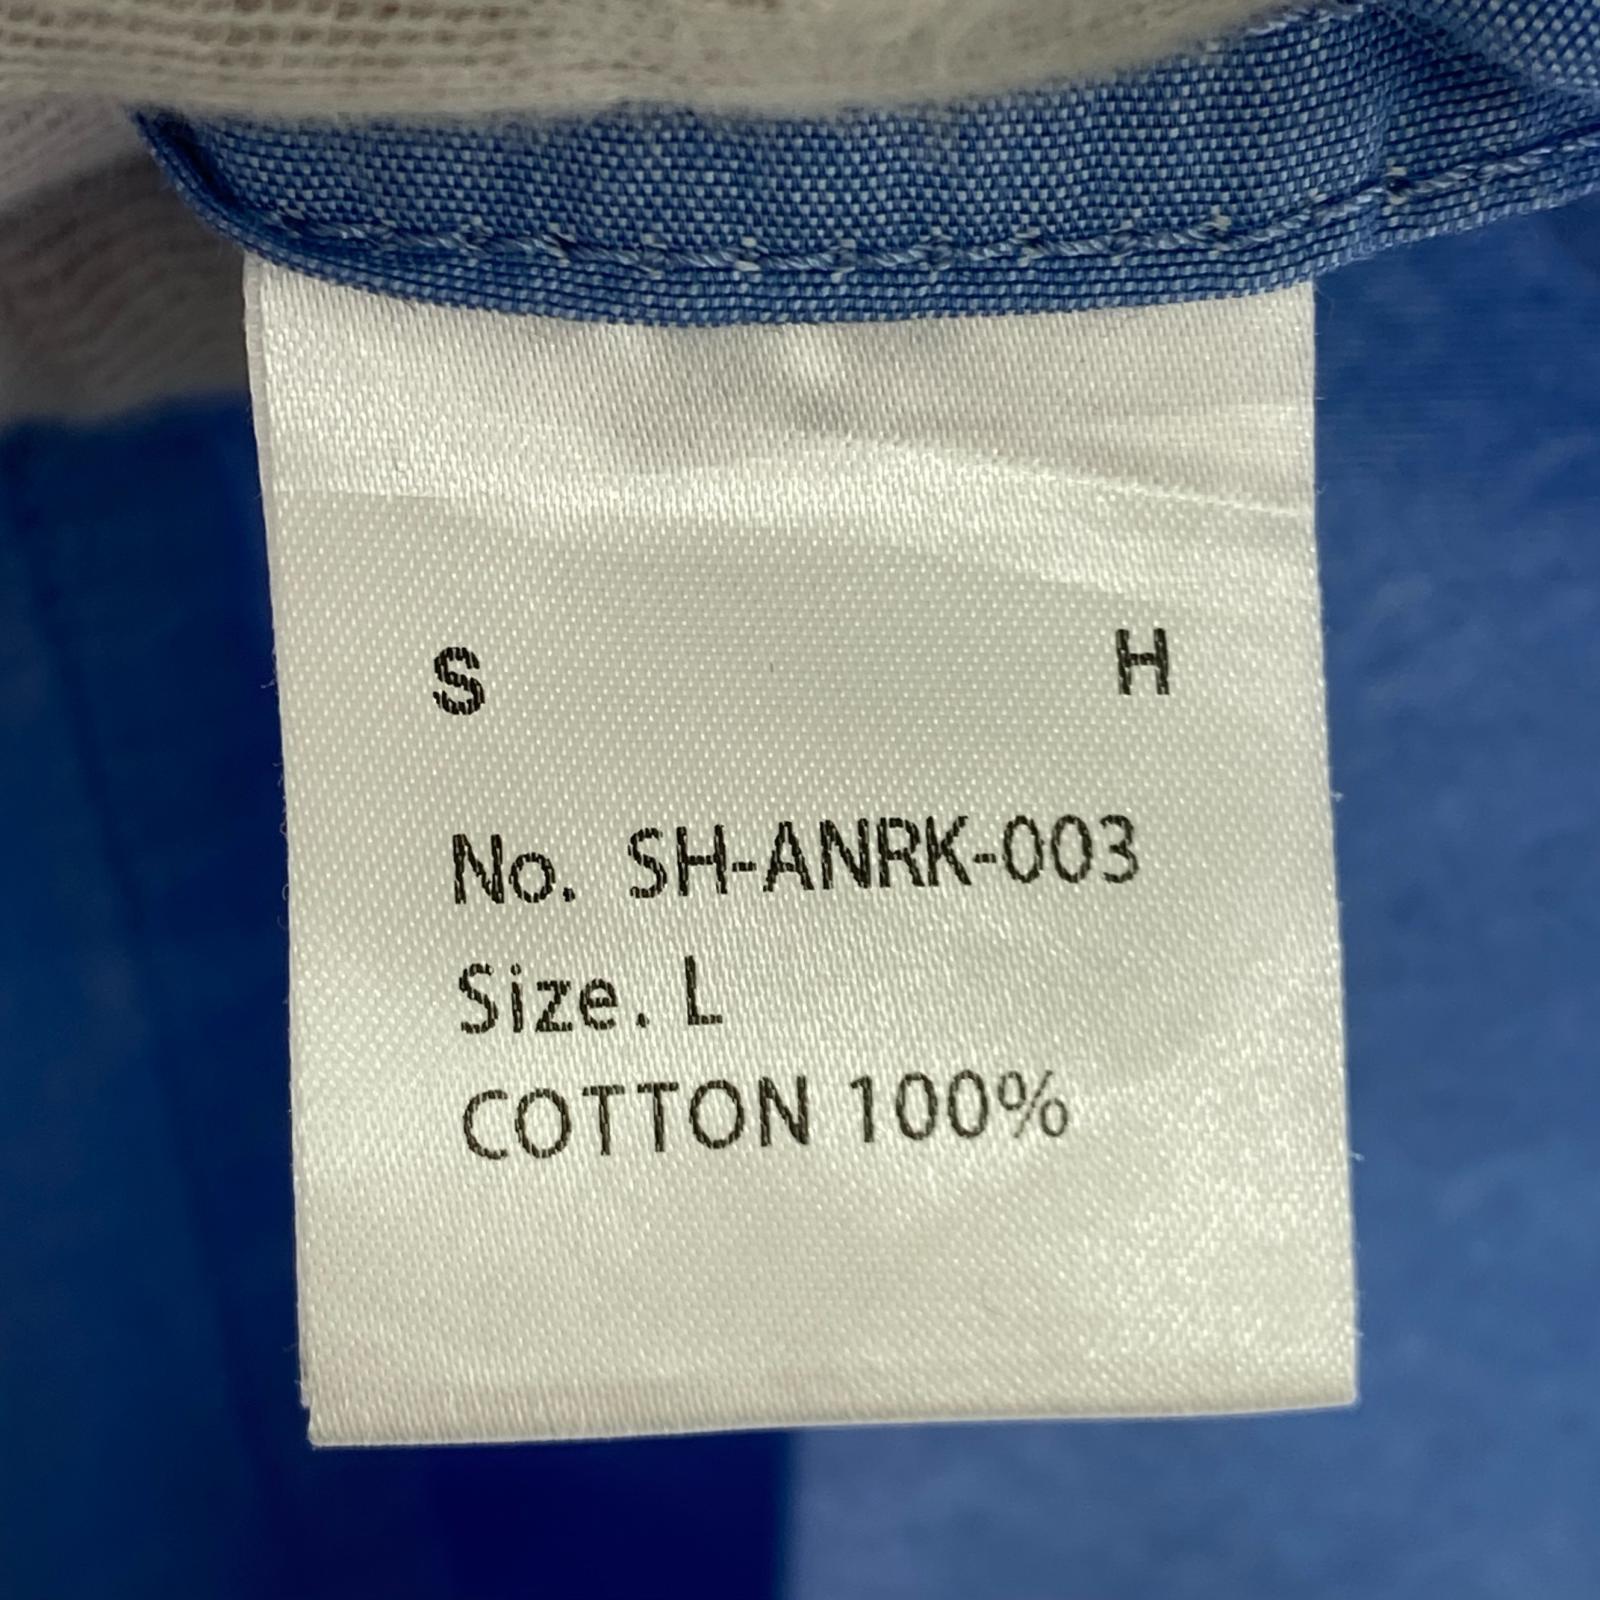 S H
No. SH-ANRK-003
Size. L
COTTON 100%